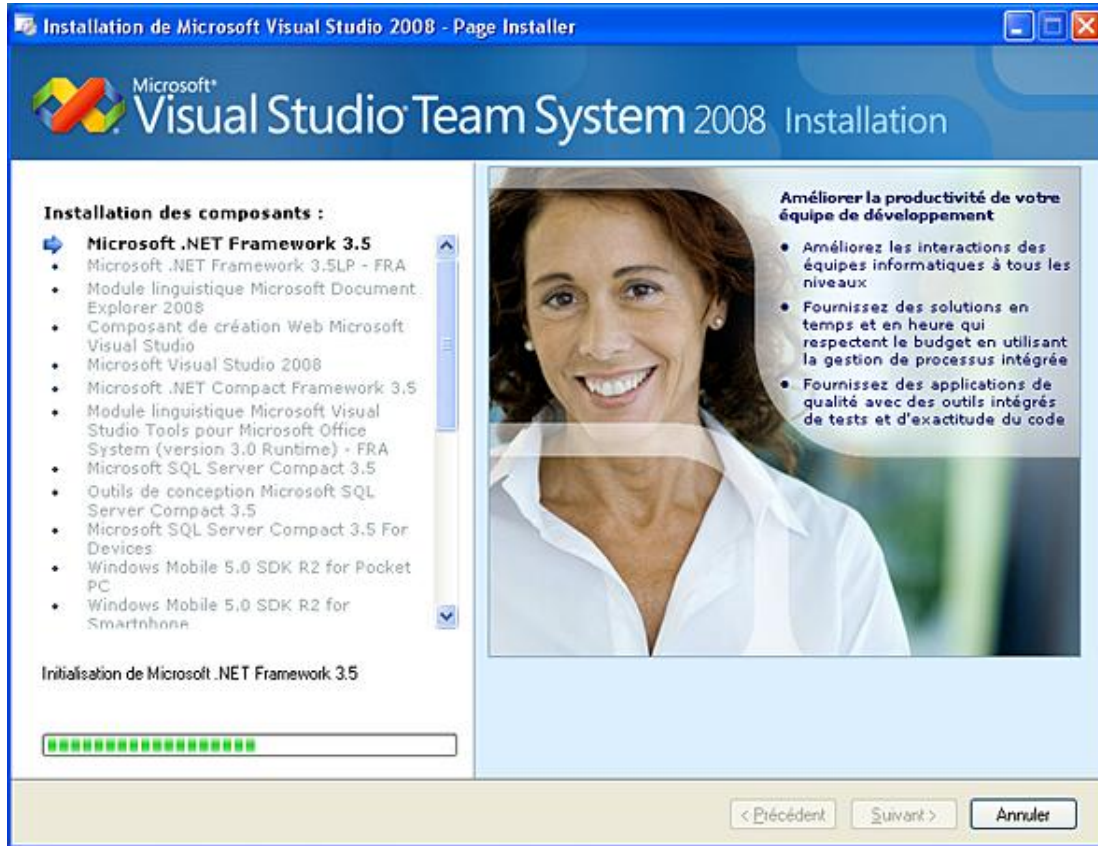 Installation de Microsoft Visual Studio 2008 - Page Installer
Microsoft®
Visual Studio Team System 2008 Installation
Installation des composants :
Microsoft .NET Framework 3.5
Microsoft .NET Framework 3.5LP - FRA
Module linguistique Microsoft Document
Explorer 2008
Composant de création Web Microsoft
Visual Studio
Microsoft Visual Studio 2008
Microsoft .NET Compact Framework 3.5
Module linguistique Microsoft Visual
Studio Tools pour Microsoft Office
System (version 3.0 Runtime) - FRA
Microsoft SQL Server Compact 3.5
Outils de conception Microsoft SQL
Server Compact 3.5
Microsoft SQL Server Compact 3.5 For
Devices
Windows Mobile 5.0 SDK R2 for Pocket
PC
Windows Mobile 5.0 SDK R2 for
Smartphone
Initialisation de Microsoft .NET Framework 3.5
Améliorer la productivité de votre
équipe de développement
• Améliorez les interactions des
équipes informatiques à tous les
niveaux
• Fournissez des solutions en
temps et en heure qui
respectent le budget en utilisant
la gestion de processus intégrée
• Fournissez des applications de
qualité avec des outils intégrés
de tests et d'exactitude du code
< Précédent
Suivant >
Annuler